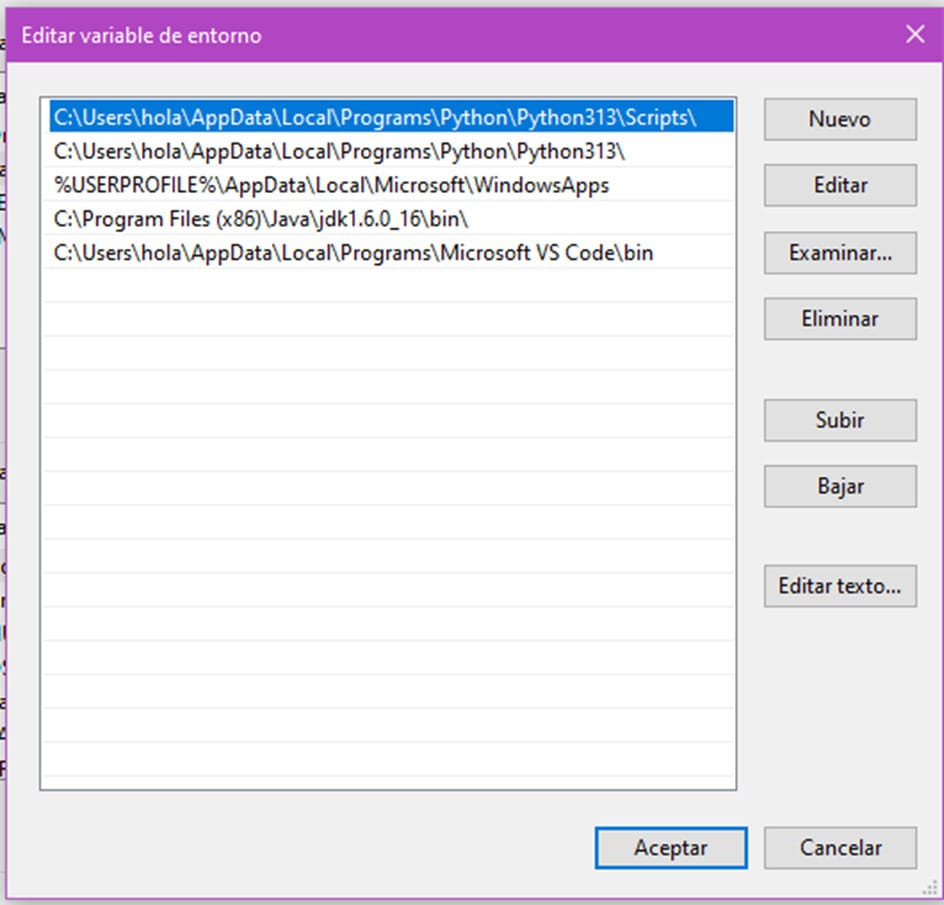 Editar variable de entorno
C:\Users\hola\AppData\Local\Programs\Python\Python313\Scripts\
C:\Users\hola\AppData\Local\Programs\Python\Python313\
%USERPROFILE%\AppData\Local\Microsoft\WindowsApps
C:\Program Files (x86)\Java\jdk1.6.0_16\bin\
C:\Users\hola\AppData\Local\Programs\Microsoft VS Code\bin
Nuevo
Editar
Examinar...
Eliminar
Subir
Bajar
Editar texto...
Aceptar
Cancelar